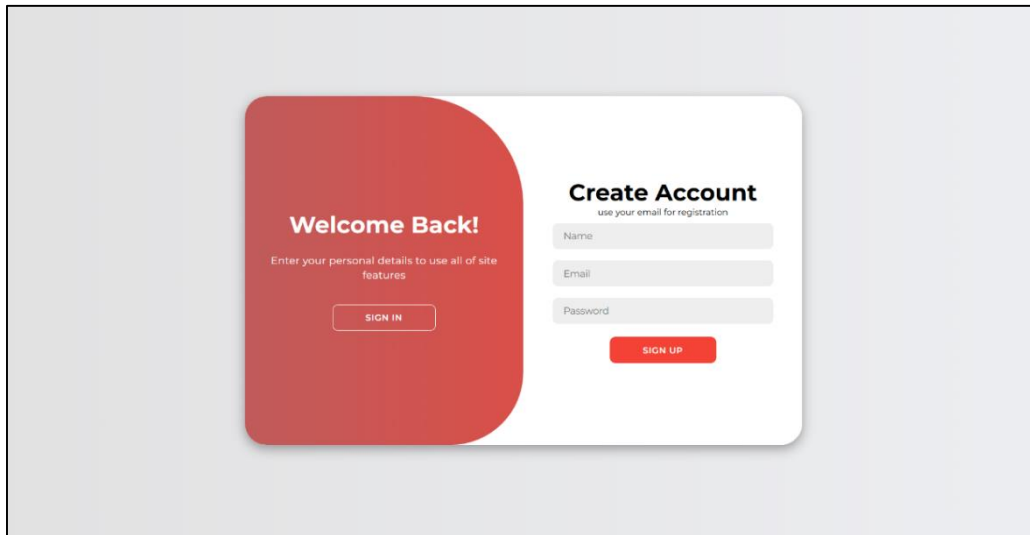 Welcome Back!
Enter your personal details to use all of site
features
SIGN IN
Create Account
use your email for registration
Name
Email
Password
SIGN UP